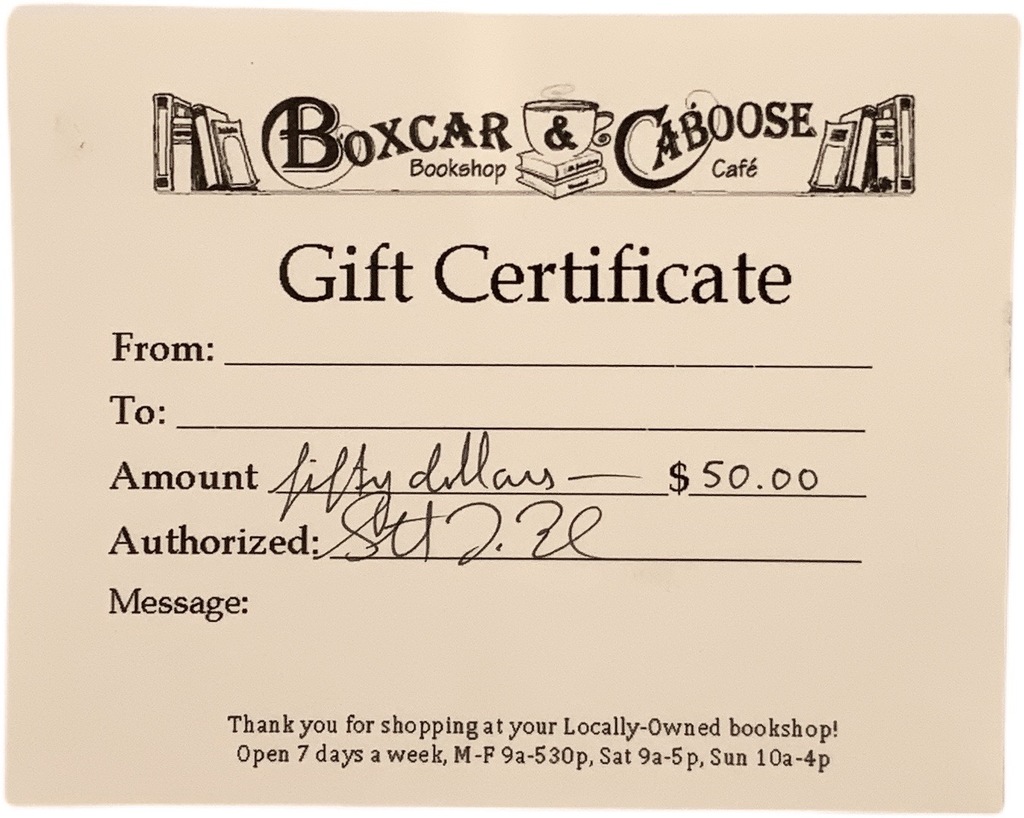 BOXCAR & CABOOSE
Bookshop Café
Gift Certificate
From:
To:
Amount fifty dollars — $ 50.00
Authorized:
Message:
Thank you for shopping at your Locally-Owned bookshop!
Open 7 days a week, M-F 9a-530p, Sat 9a-5p, Sun 10a-4p